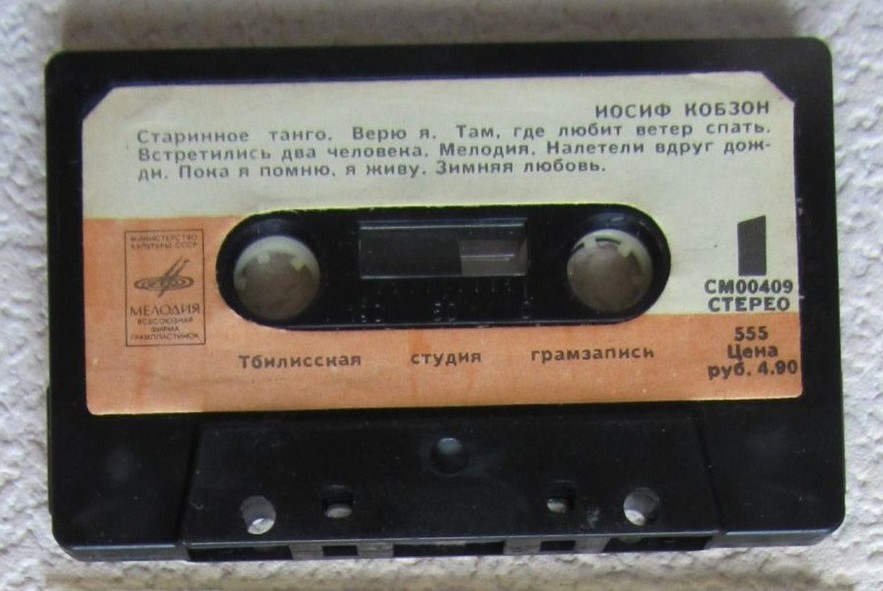 ИОСИФ КОБЗОН
Старинное танго. Верю я. Там, где любит ветер спать.
Встретились два человека. Мелодия. Налетели вдруг дож-
ди. Пока я помню, я живу. Зимняя любовь.
МИНИСТЕРСТВО
КУЛЬТУРЫ СССР
МЕЛОДИЯ
ВСЕСОЮЗНАЯ
ФИРМА
ГРАМПЛАСТИНОК
1
СМ00409
СТЕРЕО
Тбилисская студия грамзаписи
555
Цена
руб. 4.90